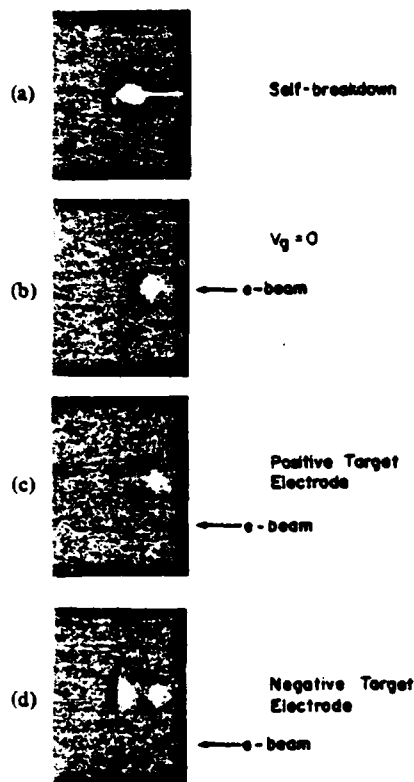 (a)
Self-breakdown
Vg = 0
(b)
e-beam
(c)
Positive Target
Electrode
e-beam
(d)
Negative Target
Electrode
e-beam